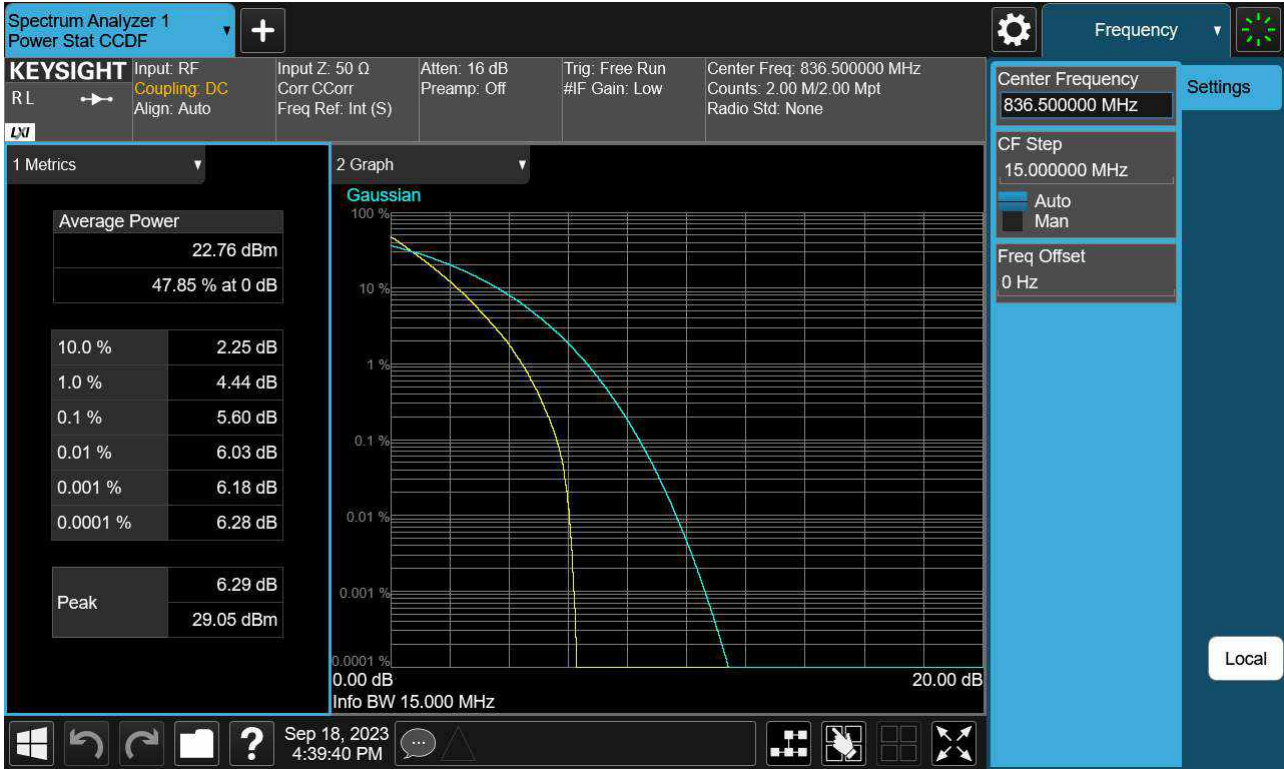 Spectrum Analyzer 1
Power Stat CCDF
+
Frequency
KEYSIGHT
RL
LXI
Input: RF
Coupling: DC
Align: Auto
Input Z: 50 Ω
Corr CCorr
Freq Ref: Int (S)
Atten: 16 dB
Preamp: Off
Trig: Free Run
#IF Gain: Low
Center Freq: 836.500000 MHz
Counts: 2.00 M/2.00 Mpt
Radio Std: None
Center Frequency
836.500000 MHz
Settings
CF Step
15.000000 MHz
Auto
Man
Freq Offset
0 Hz
1 Metrics
Average Power
22.76 dBm
47.85 % at 0 dB
10.0 % 2.25 dB
1.0 % 4.44 dB
0.1 % 5.60 dB
0.01 % 6.03 dB
0.001 % 6.18 dB
0.0001 % 6.28 dB
Peak
6.29 dB
29.05 dBm
2 Graph
Gaussian
100 %
10 %
1 %
0.1 %
0.01 %
0.001 %
0.0001 %
0.00 dB 20.00 dB
Info BW 15.000 MHz
Local
?
Sep 18, 2023
4:39:40 PM